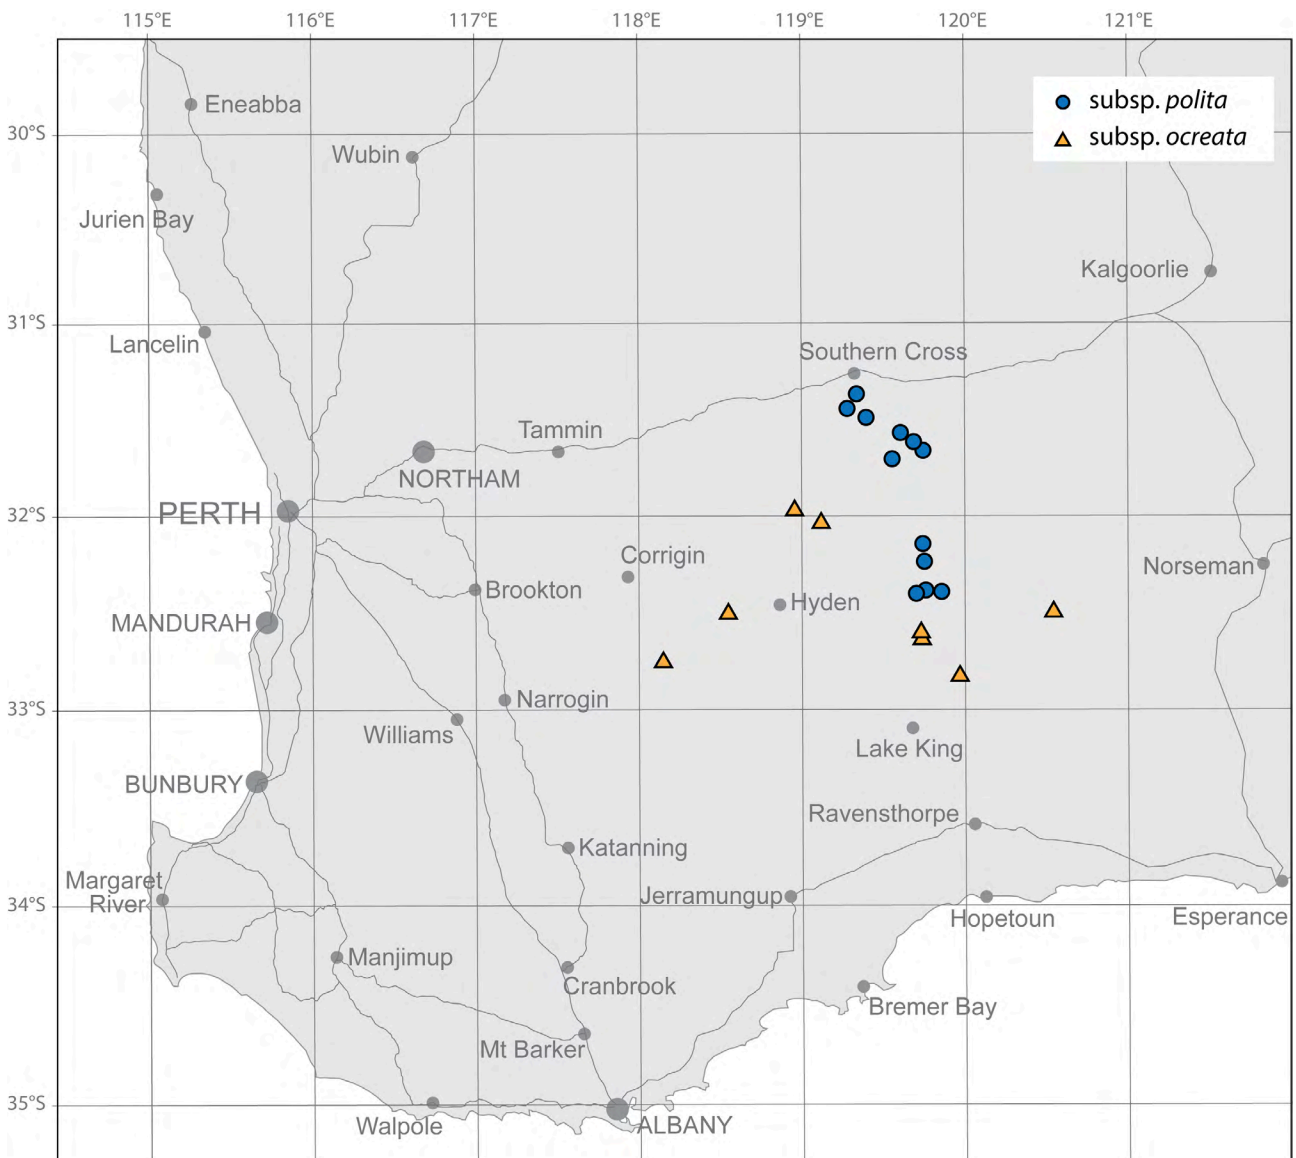 115°E 116°E 117°E 118°E 119°E 120°E 121°E
subsp. polita
Eneabba
30°S
subsp. ocreata
Wubin
Jurien Bay
Kalgoorlie
31°S
Lancelin
Southern Cross
Tammin
NORTHAM
PERTH
32°S
Corrigin
Norseman
Brookton
Hyden
MANDURAH
Narrogin
33°S
Williams
Lake King
BUNBURY
Ravensthorpe
Katanning
Margaret
River
Jerramungup
34°S
Hopetoun
Esperance
Manjimup
Cranbrook
Bremer Bay
Mt Barker
35°S
Walpole
ALBANY